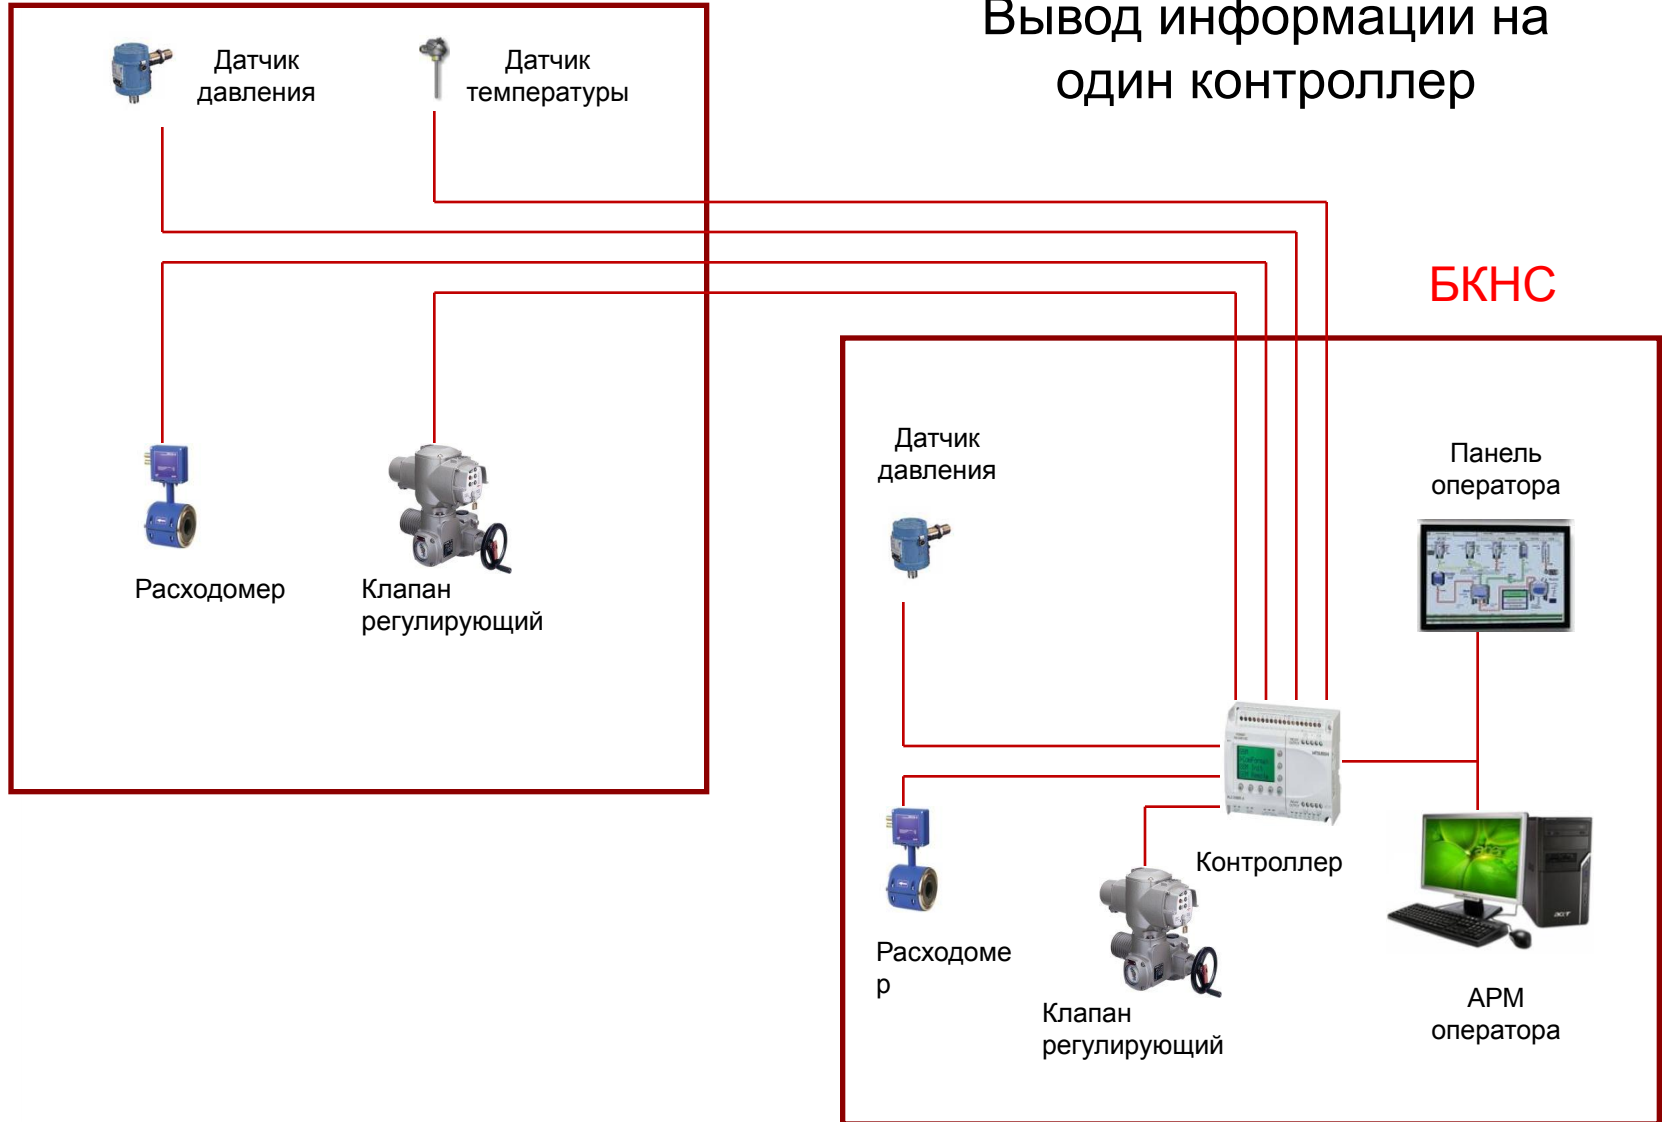 Вывод информации на
один контроллер
Датчик
давления
Датчик
температуры
Расходомер
Клапан
регулирующий
БКНС
Датчик
давления
Панель
оператора
Контроллер
Расходоме
р
Клапан
регулирующий
АРМ
оператора
acer